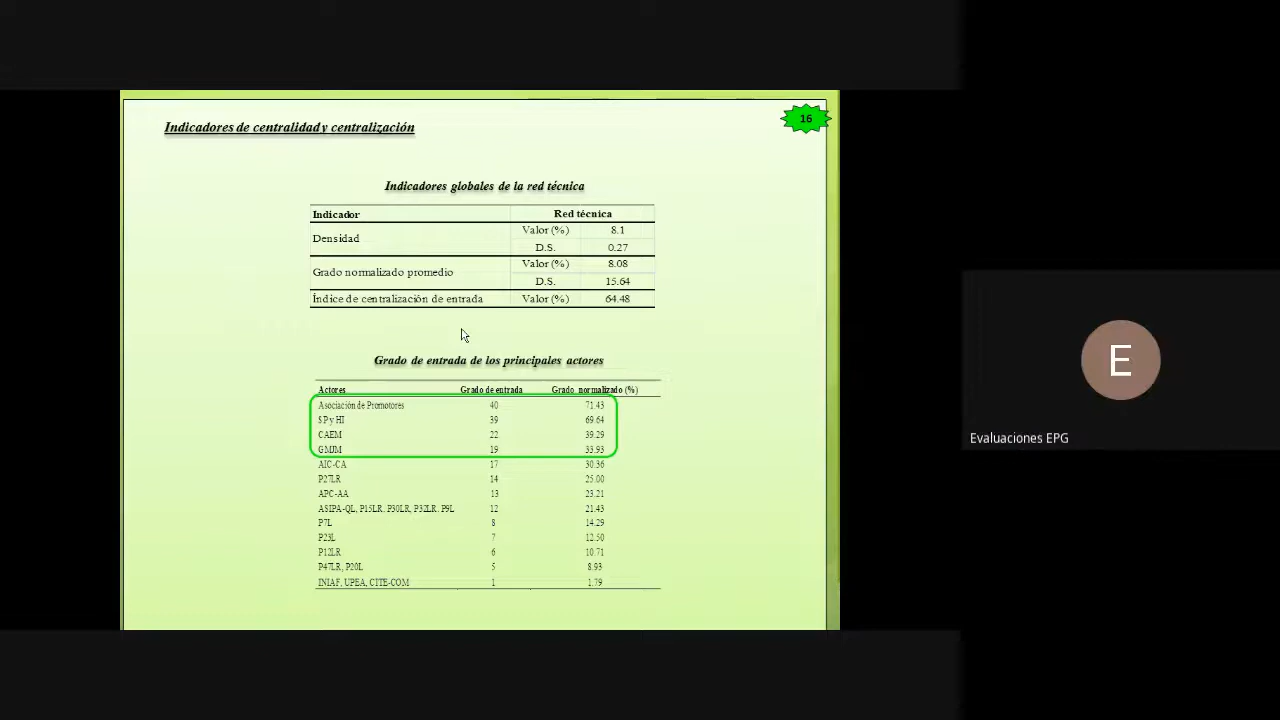 Indicadores de centralidad y centralización
16
Indicadores globales de la red técnica
Indicador Red técnica
Densidad Valor (%) 8.1
D.S. 0.27
Grado normalizado promedio Valor (%) 8.08
D.S. 15.64
Índice de centralización de entrada Valor (%) 64.48
Grado de entrada de los principales actores
Actores Grado de entrada Grado normalizado (%)
Asociación de Promotores 40 71.43
SP y HI 39 69.64
CAEM 22 39.29
GMJM 19 33.93
AIC-CA 17 30.36
P27LR 14 25.00
APC-AA 13 23.21
ASIPA-QL, P15LR. P30LR, P32LR. P9L 12 21.43
P7L 8 14.29
P23L 7 12.50
P12LR 6 10.71
P47LR, P20L 5 8.93
INIAF, UPEA, CITE-COM 1 1.79
E
Evaluaciones EPG